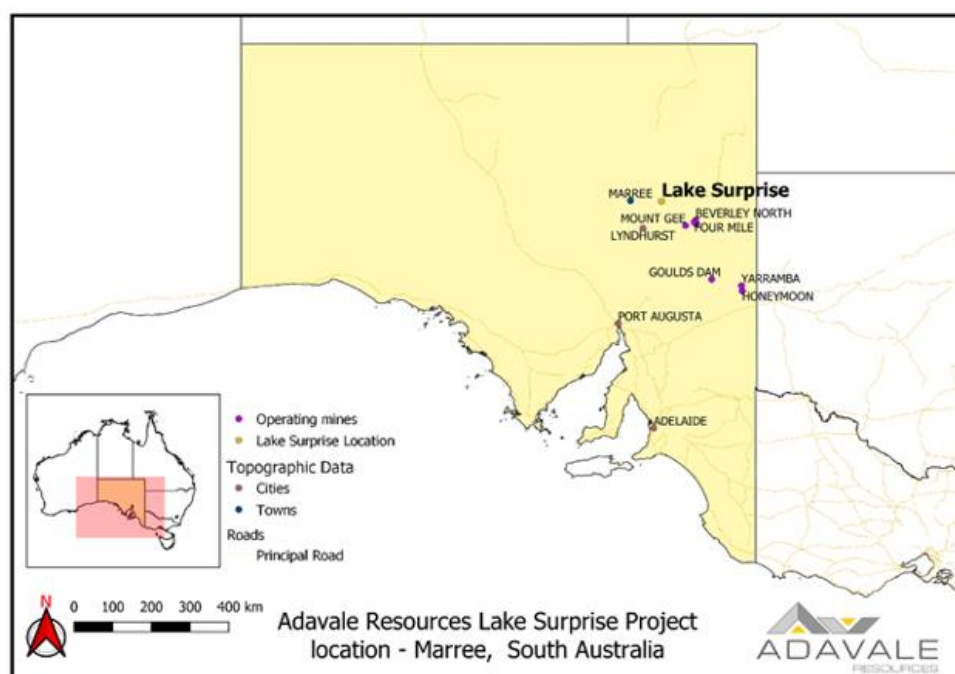 MARREE
Lake Surprise
MOUNT GEE
BEVERLEY NORTH
LYNDHURST
FOUR MILE
GOULDS DAM
YARRAMBA
HONEYMOON
PORT AUGUSTA
ADELAIDE
Operating mines
Lake Surprise Location
Topographic Data
Cities
Towns
Roads
Principal Road
N
0 100 200 300 400 km
Adavale Resources Lake Surprise Project
location - Marree, South Australia
ADAVALE
RESOURCES